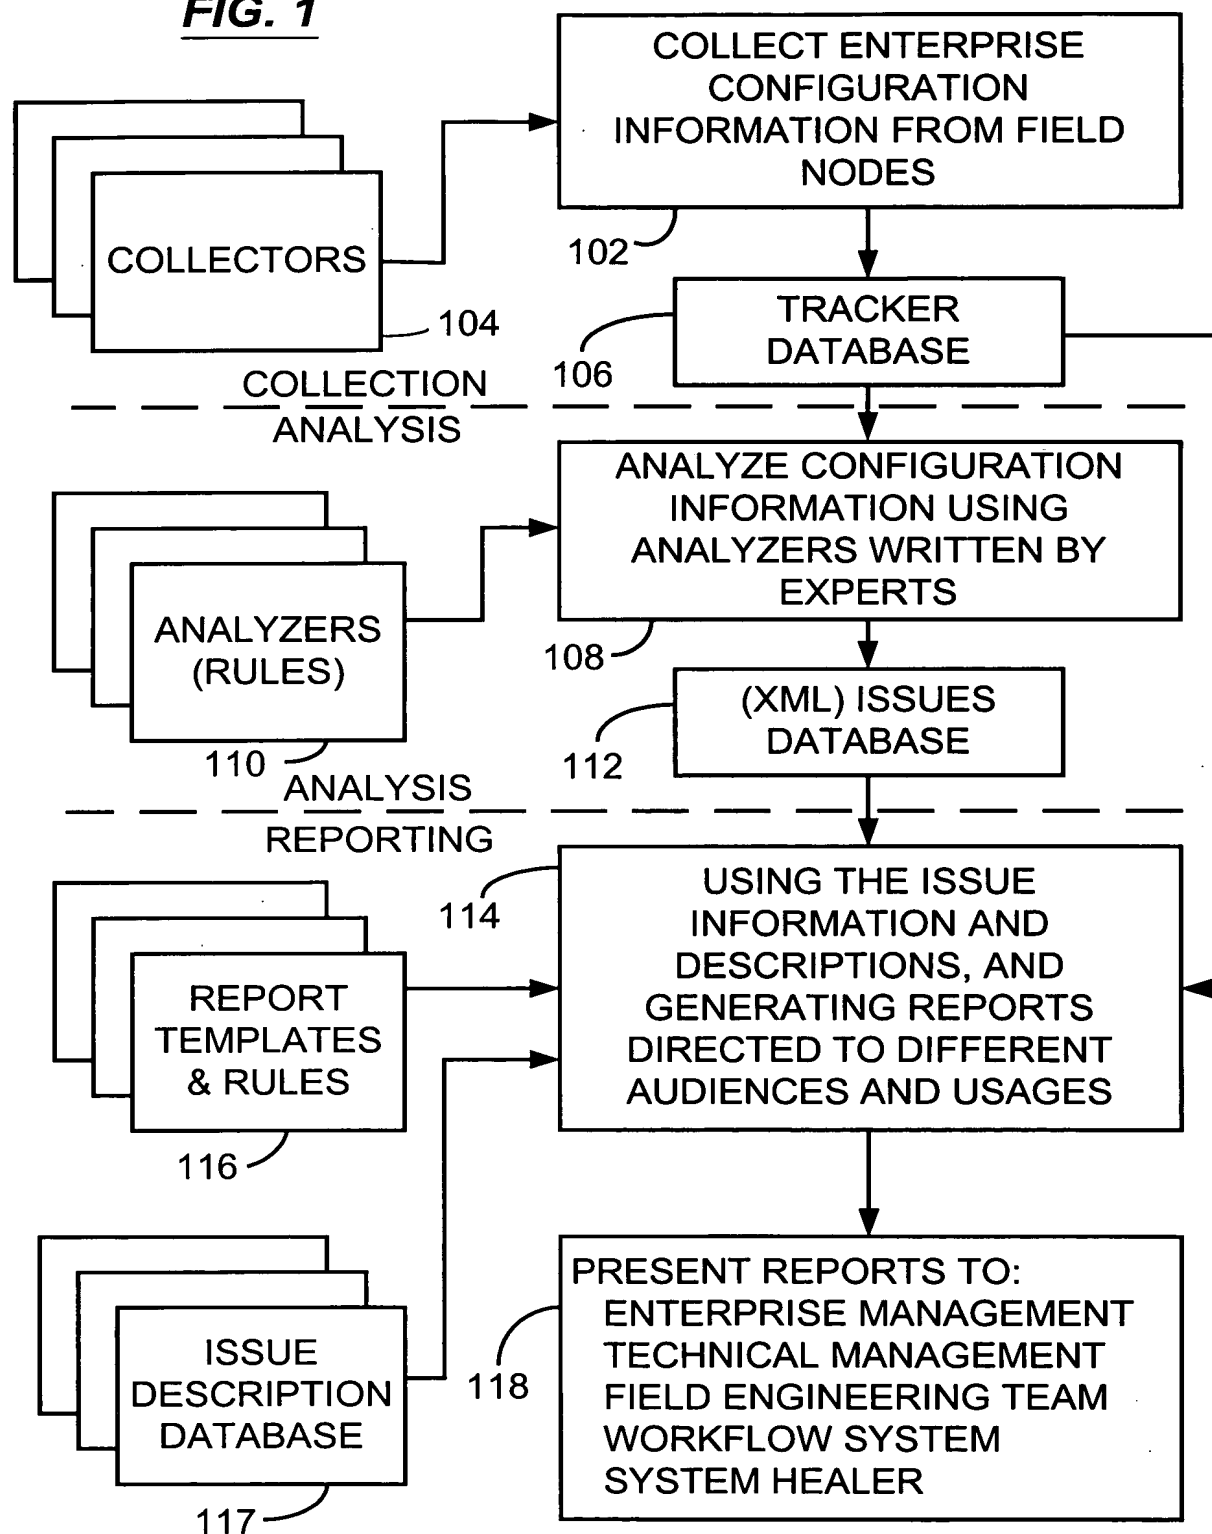 FIG. 1
COLLECT ENTERPRISE
CONFIGURATION
INFORMATION FROM FIELD
NODES
102
COLLECTORS
104
TRACKER
DATABASE
106
COLLECTION
ANALYSIS
ANALYZE CONFIGURATION
INFORMATION USING
ANALYZERS WRITTEN BY
EXPERTS
108
ANALYZERS
(RULES)
110
(XML) ISSUES
DATABASE
112
ANALYSIS
REPORTING
114
USING THE ISSUE
INFORMATION AND
DESCRIPTIONS, AND
GENERATING REPORTS
DIRECTED TO DIFFERENT
AUDIENCES AND USAGES
REPORT
TEMPLATES
& RULES
116
ISSUE
DESCRIPTION
DATABASE
117
PRESENT REPORTS TO:
ENTERPRISE MANAGEMENT
TECHNICAL MANAGEMENT
FIELD ENGINEERING TEAM
WORKFLOW SYSTEM
SYSTEM HEALER
118